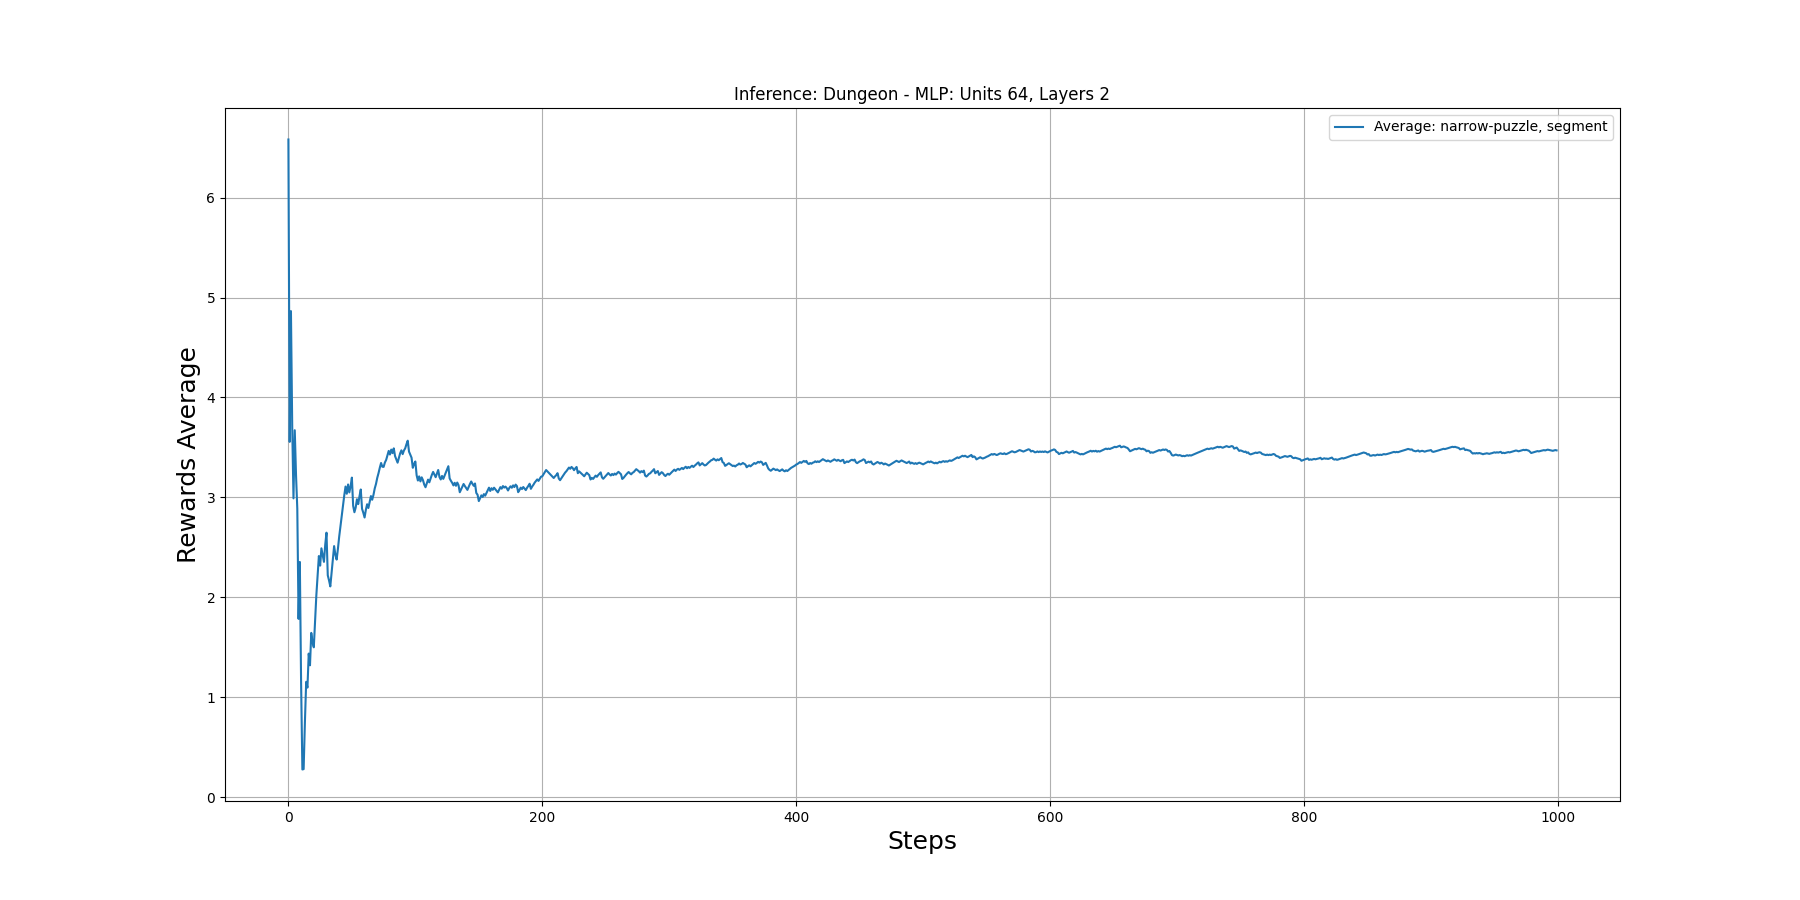 Inference: Dungeon - MLP: Units 64, Layers 2
Average: narrow-puzzle, segment
Rewards Average
6
5
4
3
2
1
0
0 200 400 600 800 1000
Steps